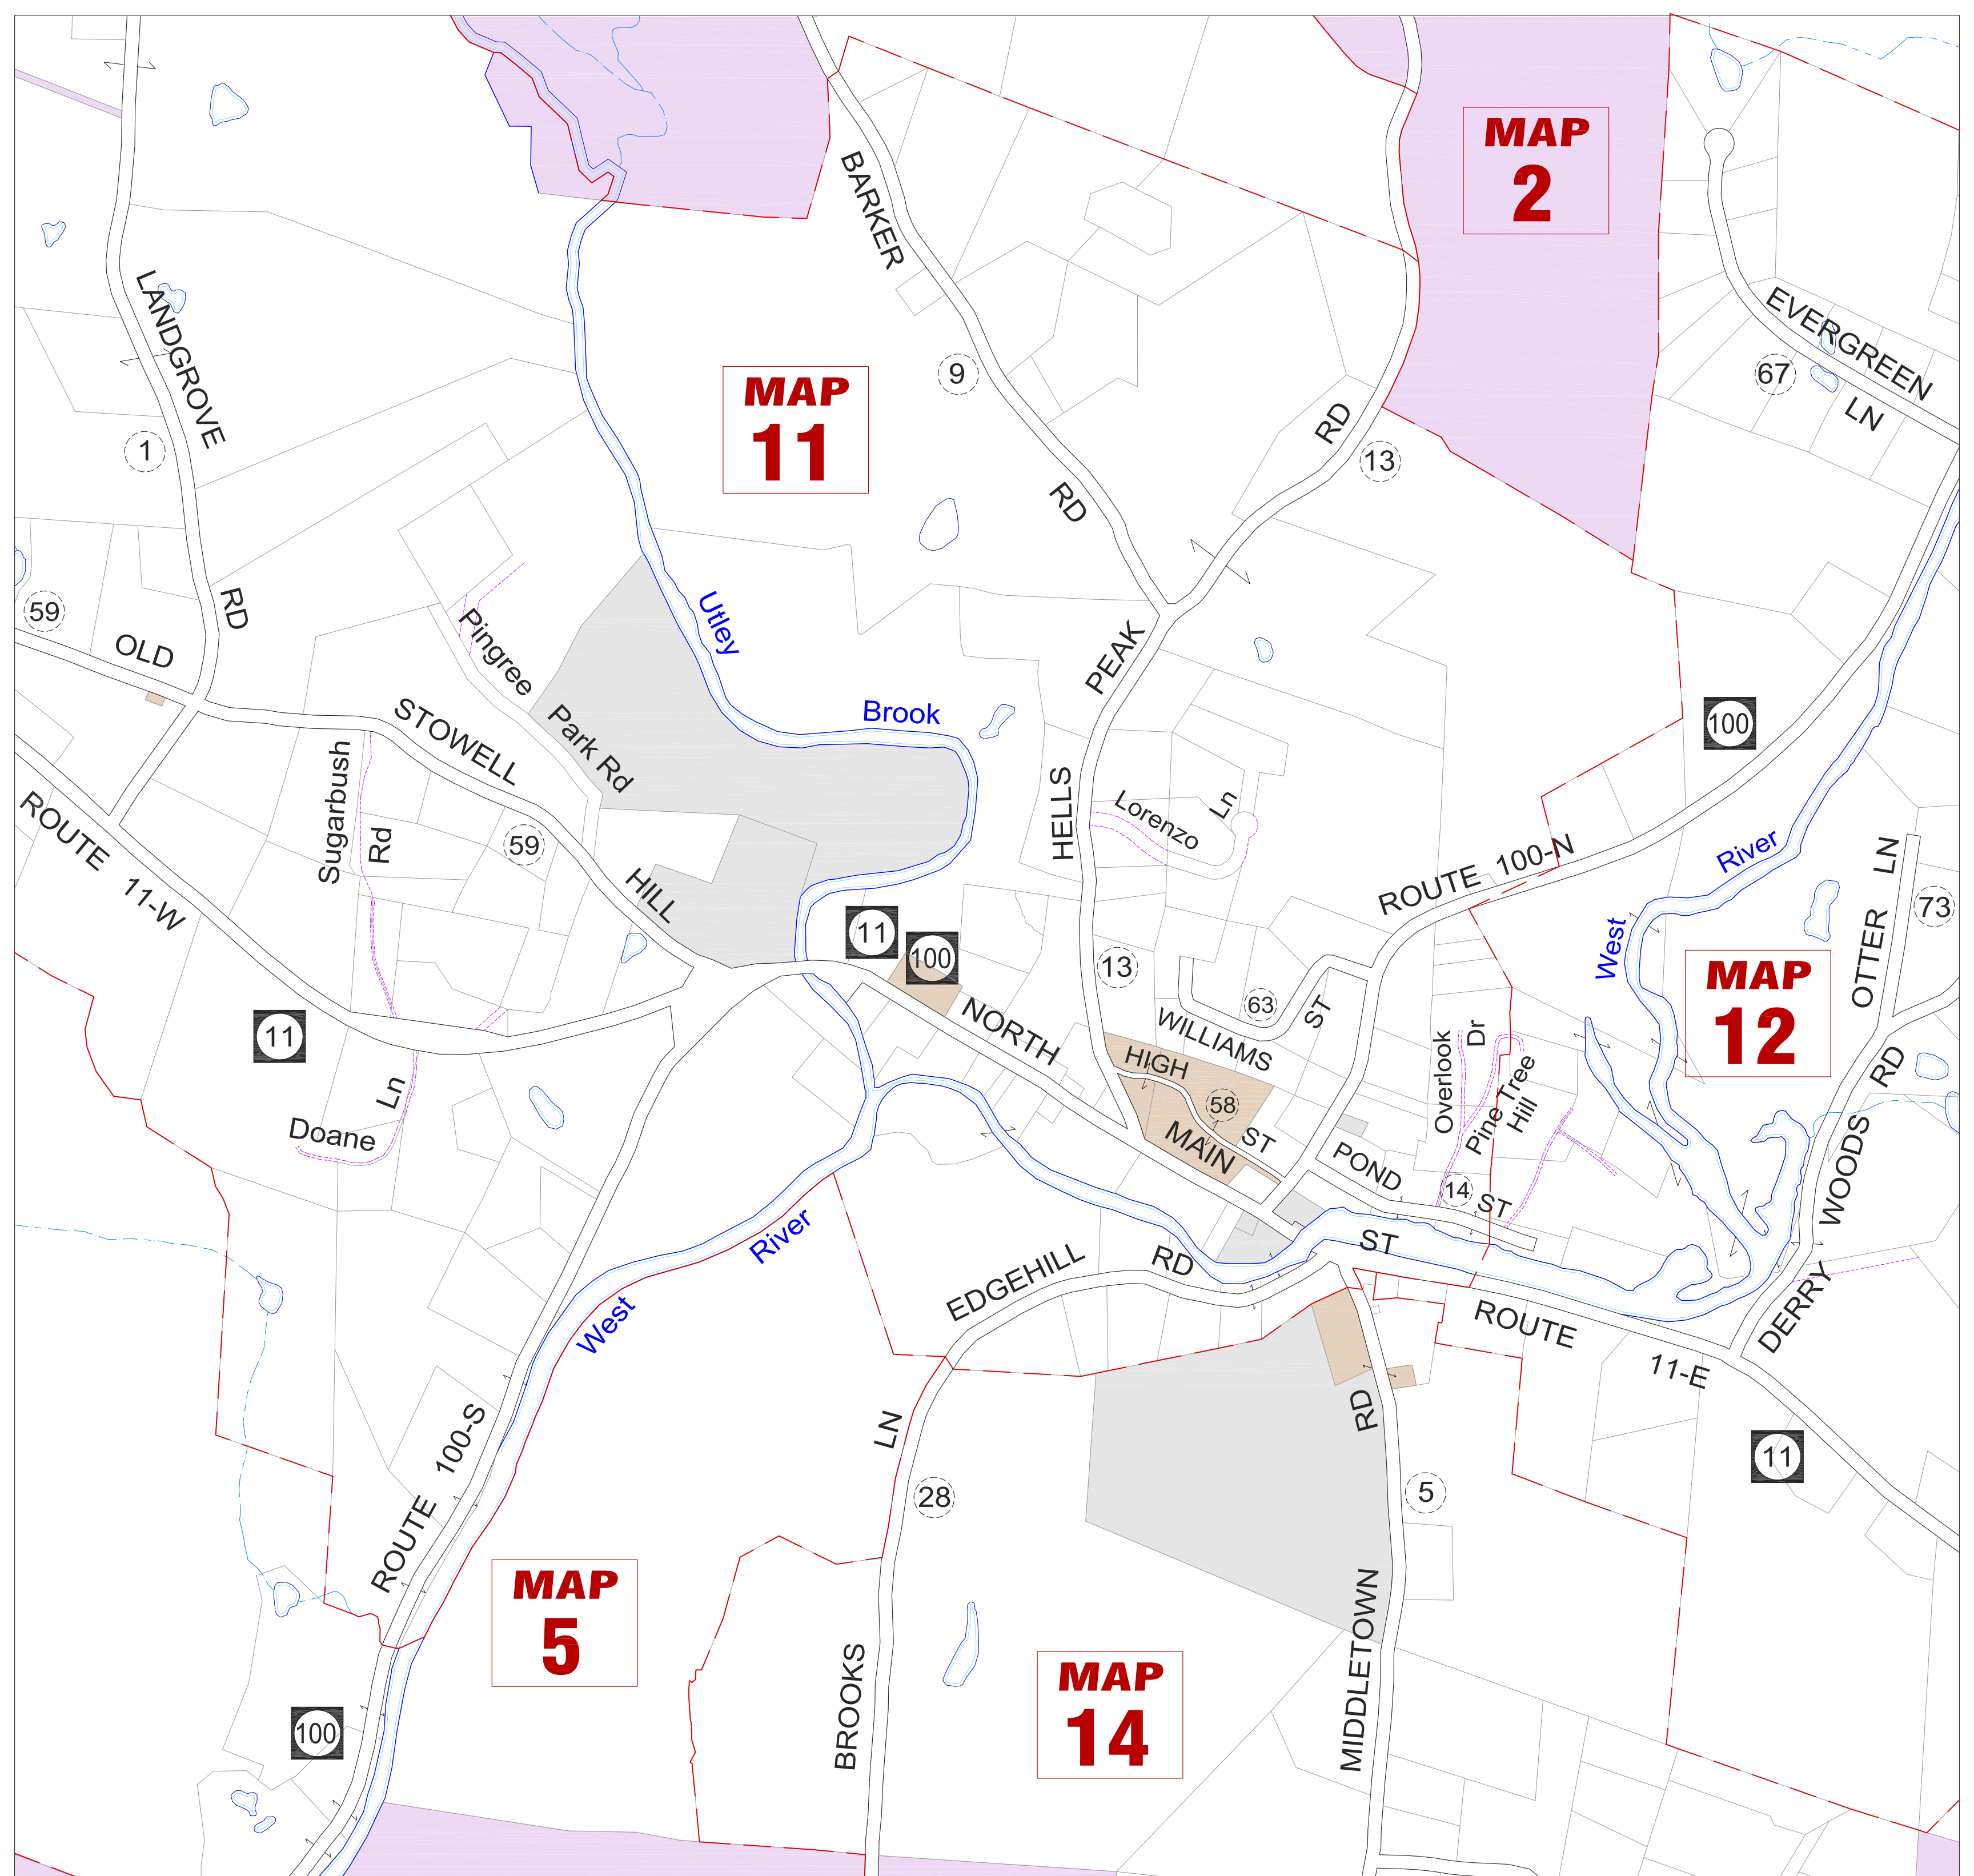 MAP
2
BARKER
LANDGROVE
EVERGREEN
67
LN
MAP
11
9
RD
13
1
RD
59
OLD
RD
Utley
Pingree
PEAK
STOWELL
Brook
100
Park Rd
Sugarbush
Rd
HELLS
Lorenzo
Ln
ROUTE 11-W
59
HILL
ROUTE 100-N
River
LN
OTTER
73
11
100
West
13
MAP
12
NORTH
63
ST
WILLIAMS
11
Overlook
Dr
Pine Tree
Hill
RD
HIGH
58
ST
MAIN
POND
14
ST
Ln
Doane
WOODS
River
EDGEHILL
RD
ST
DERRY
West
ROUTE
11-E
LN
RD
11
ROUTE 100-S
28
5
MAP
5
MAP
14
BROOKS
MIDDLETOWN
100